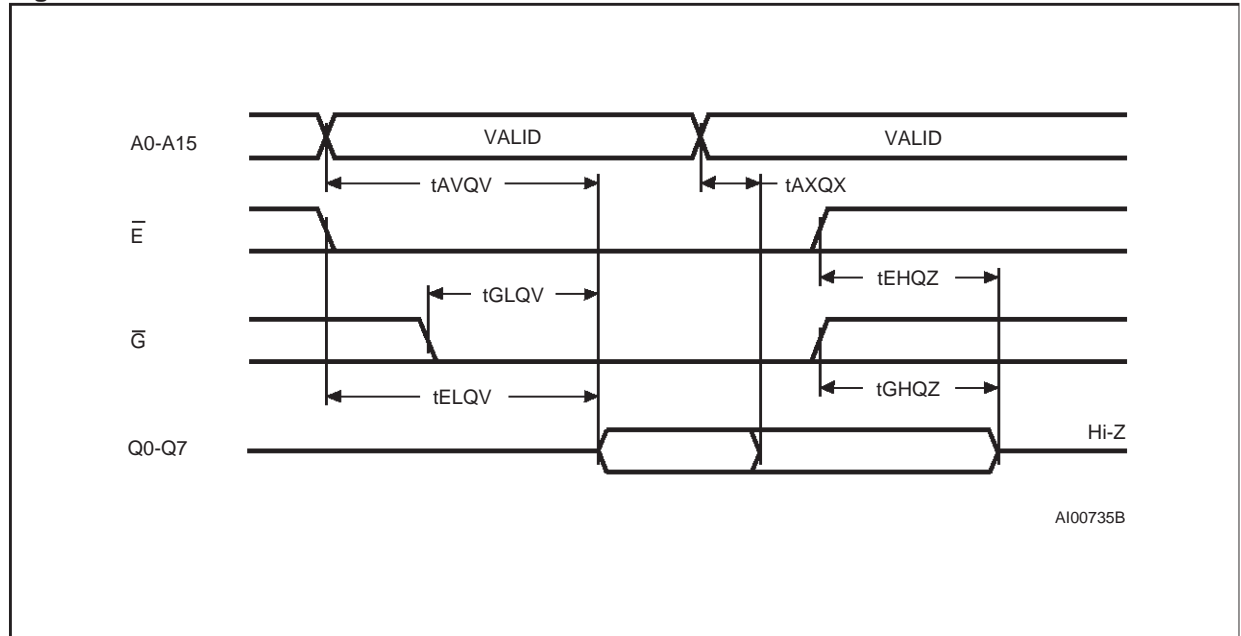 A0-A15 VALID VALID
tAVQV tAXQX
E̅
tEHQZ
tGLQV
G̅
tELQV tGHQZ
Q0-Q7 Hi-Z
AI00735B